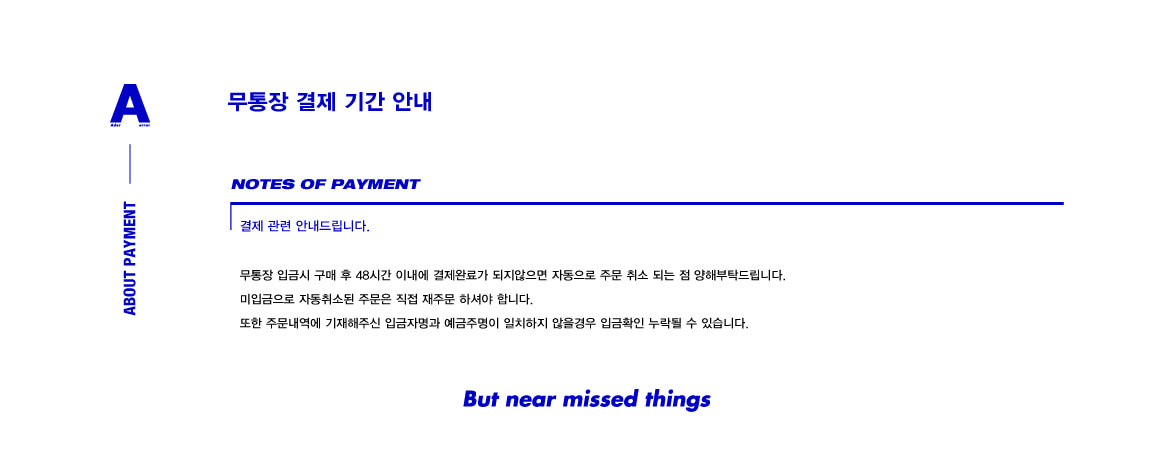 A
Ader error
무통장 결제 기간 안내
NOTES OF PAYMENT
결제 관련 안내드립니다.
ABOUT PAYMENT
무통장 입금시 구매 후 48시간 이내에 결제완료가 되지않으면 자동으로 주문 취소 되는 점 양해부탁드립니다.
미입금으로 자동취소된 주문은 직접 재주문 하셔야 합니다.
또한 주문내역에 기재해주신 입금자명과 예금주명이 일치하지 않을경우 입금확인 누락될 수 있습니다.
But near missed things